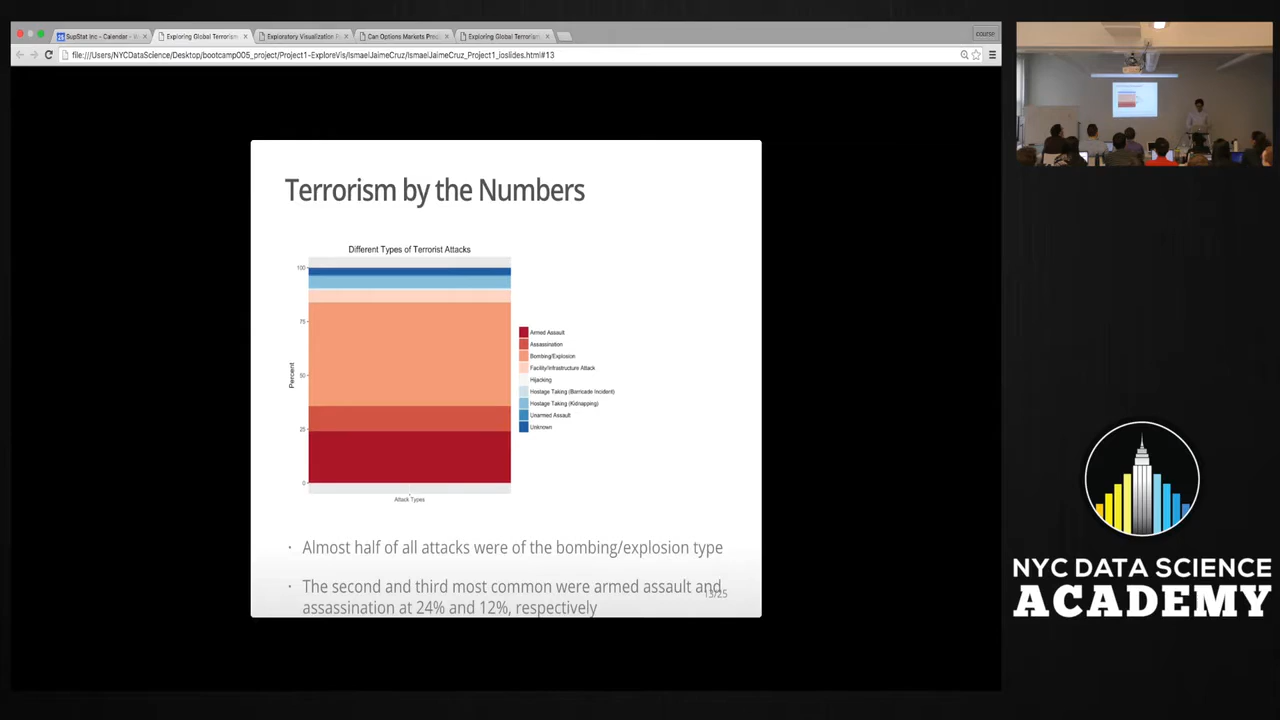 SupStat Inc - Calendar - W
Exploring Global Terrorism
Exploratory Visualization P
Can Options Markets Pred
Exploring Global Terrorism
course
file:///Users/NYCDataScience/Desktop/bootcamp005_project/Project1-ExploreVis/IsmaelJaimeCruz/IsmaelJaimeCruz_Project1_ioslides.html#13
Terrorism by the Numbers
Different Types of Terrorist Attacks
100
75
50
25
0
Percent
Attack Types
Armed Assault
Assassination
Bombing/Explosion
Facility/Infrastructure Attack
Hijacking
Hostage Taking (Barricade Incident)
Hostage Taking (Kidnapping)
Unarmed Assault
Unknown
· Almost half of all attacks were of the bombing/explosion type
· The second and third most common were armed assault and
assassination at 24% and 12%, respectively
13/25
NYC DATA SCIENCE
ACADEMY